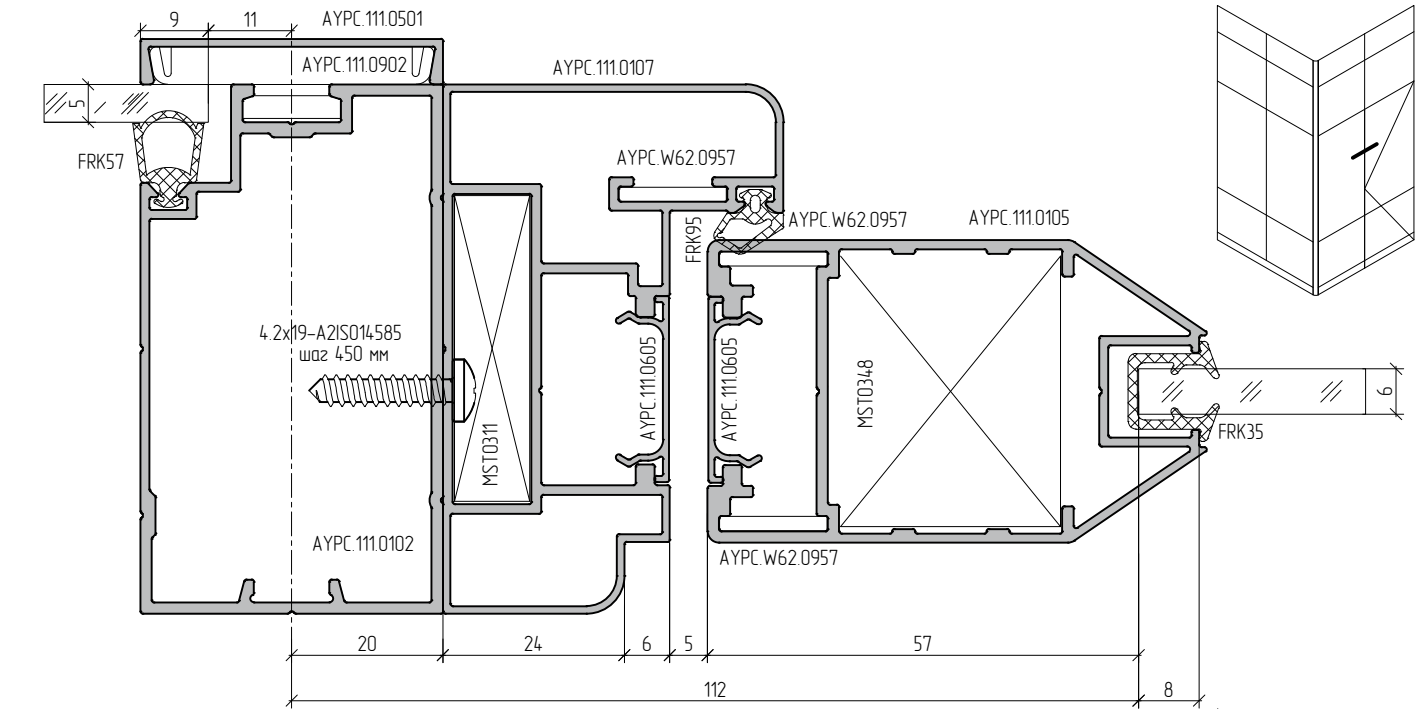 9
11
AYPC.111.0501
AYPC.111.0902
AYPC.111.0107
5
FRK57
AYPC.W62.0957
FRK95
AYPC.W62.0957
AYPC.111.0105
4.2x19-A2ISO14585
шаг 450 мм
AYPC.111.0605
AYPC.111.0605
MST0348
MST0311
6
FRK35
AYPC.111.0102
AYPC.W62.0957
20
24
6
5
57
112
8